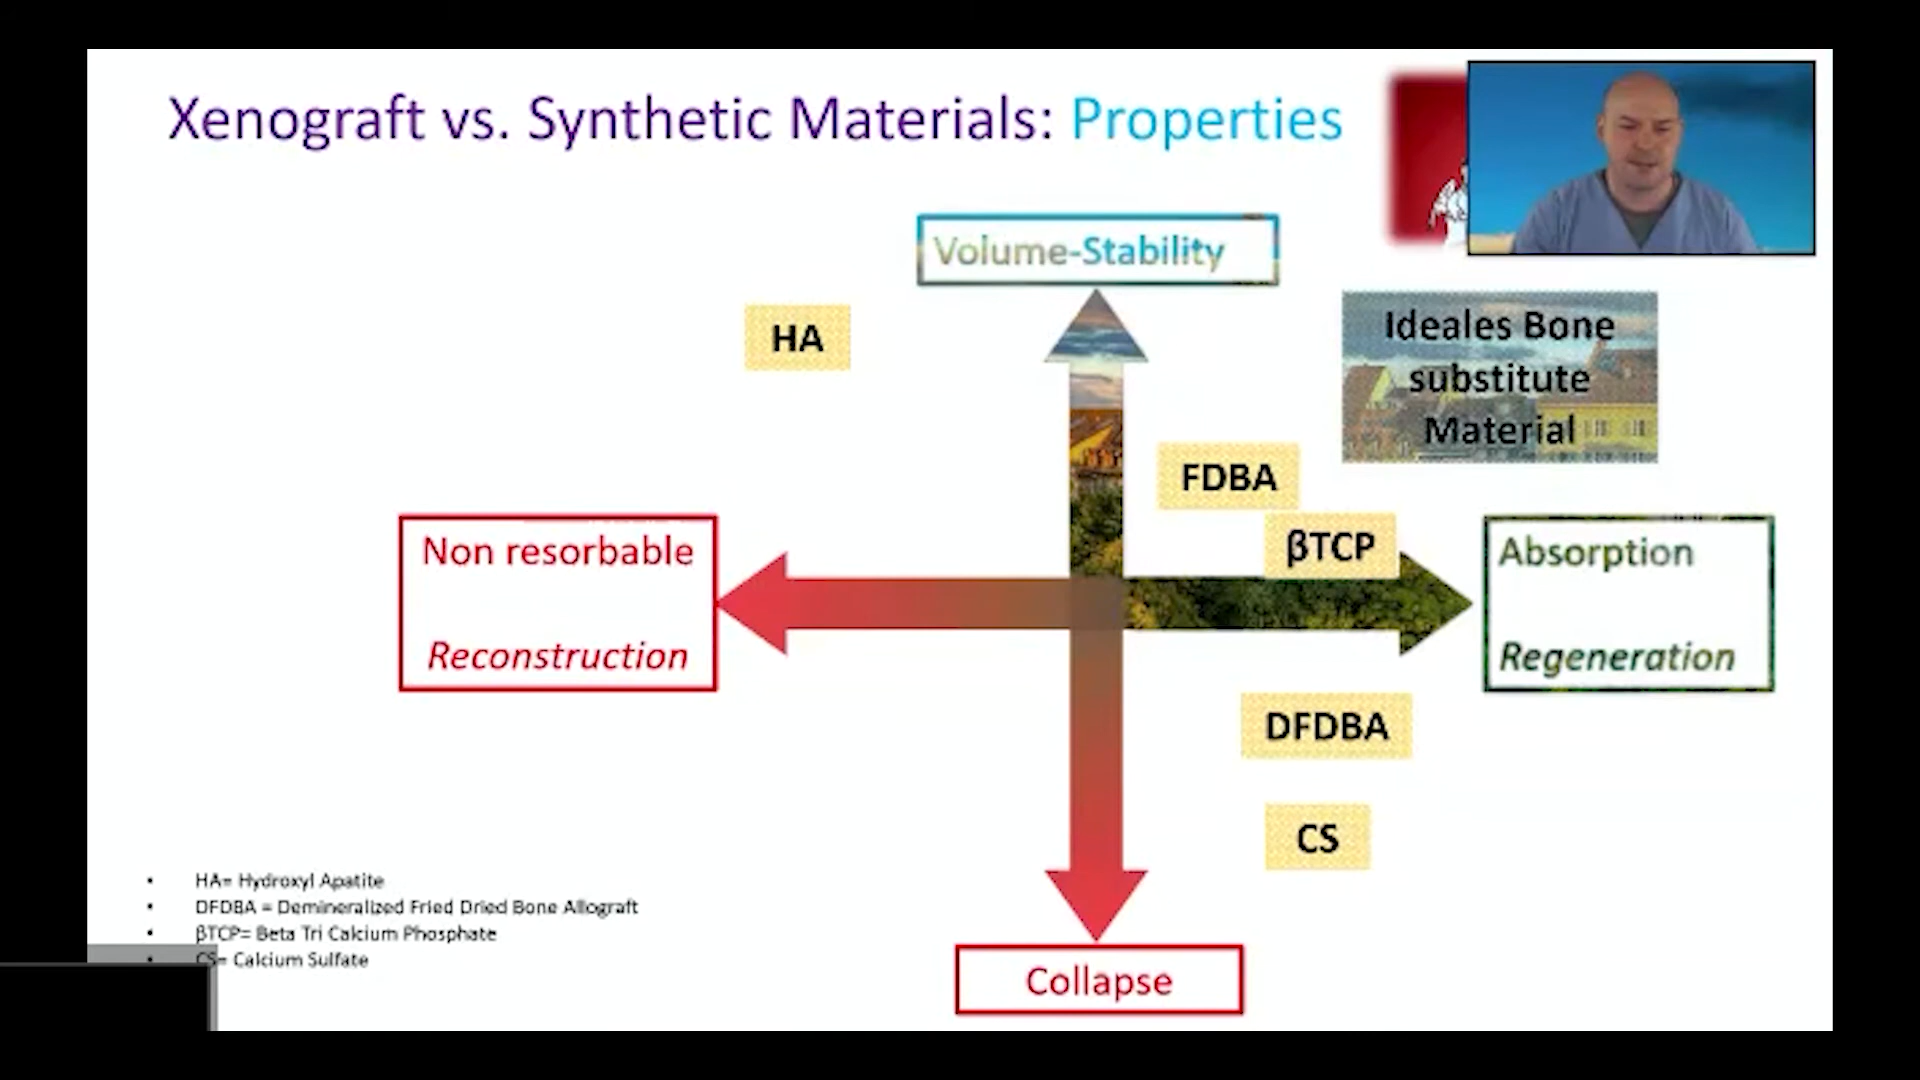 Xenograft vs. Synthetic Materials: Properties
Volume-Stability
HA
Ideales Bone
substitute
Material
FDBA
βTCP
Non resorbable
Reconstruction
Absorption
Regeneration
DFDBA
CS
• HA= Hydroxyl Apatite
• DFDBA = Demineralized Fried Dried Bone Allograft
• βTCP= Beta Tri Calcium Phosphate
• CS= Calcium Sulfate
Collapse